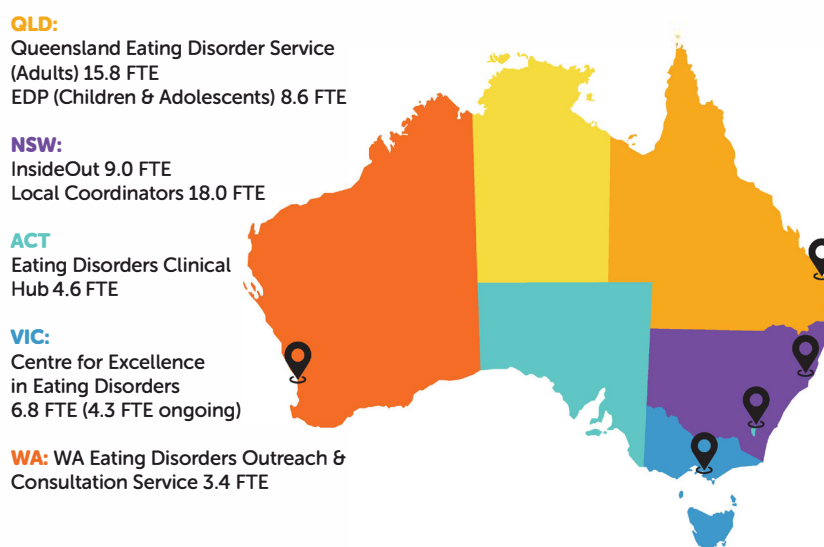 QLD:
Queensland Eating Disorder Service
(Adults) 15.8 FTE
EDP (Children & Adolescents) 8.6 FTE
NSW:
InsideOut 9.0 FTE
Local Coordinators 18.0 FTE
ACT
Eating Disorders Clinical
Hub 4.6 FTE
VIC:
Centre for Excellence
in Eating Disorders
6.8 FTE (4.3 FTE ongoing)
WA: WA Eating Disorders Outreach &
Consultation Service 3.4 FTE